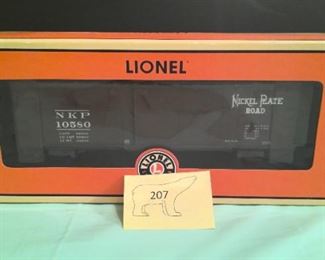 LIONEL
NKP
10580
NICKEL PLATE
ROAD
LIONEL
L
207